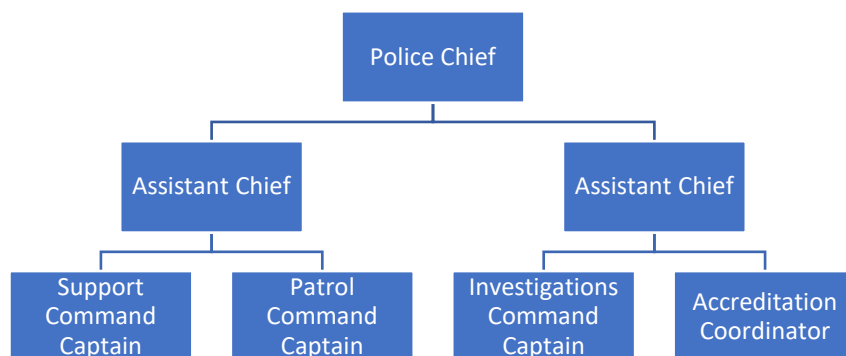 Police Chief
Assistant Chief
Assistant Chief
Support
Command
Captain
Patrol
Command
Captain
Investigations
Command
Captain
Accreditation
Coordinator